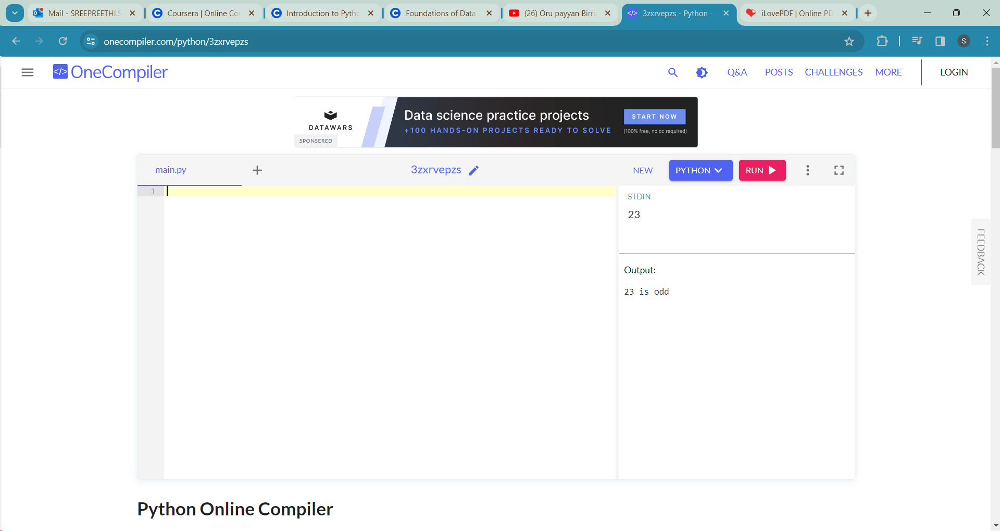 Mail - SREEPREETHI.S
Coursera | Online Co
Introduction to Pyth
Foundations of Data
(26) Oru payyan Birri
3zxrvepzs - Python -
iLovePDF | Online PD
onecompiler.com/python/3zxrvepzs
S
</> OneCompiler
Q&A
POSTS
CHALLENGES
MORE
LOGIN
DATAWARS
SPONSERED
Data science practice projects
+100 HANDS-ON PROJECTS READY TO SOLVE
START NOW
(100% free, no cc required)
main.py
3zxrvepzs
NEW
PYTHON
RUN
1
STDIN
23
Output:
23 is odd
FEEDBACK
Python Online Compiler